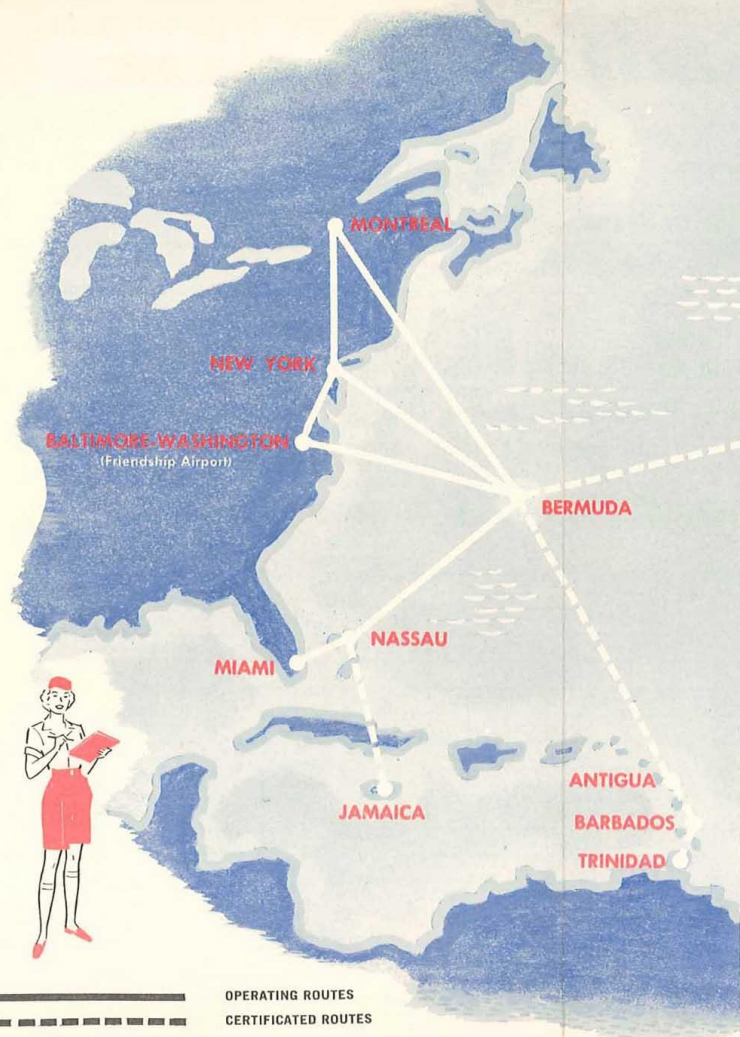 MONTREAL
NEW YORK
BALTIMORE-WASHINGTON
(Friendship Airport)
BERMUDA
NASSAU
MIAMI
ANTIGUA
JAMAICA
BARBADOS
TRINIDAD
OPERATING ROUTES
CERTIFICATED ROUTES